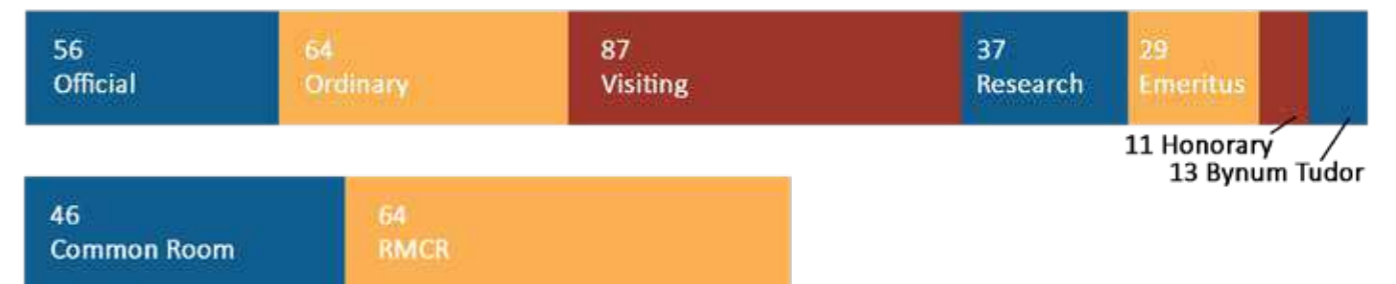 56
Official
64
Ordinary
87
Visiting
37
Research
29
Emeritus
11 Honorary
13 Bynum Tudor
46
Common Room
64
RMCR